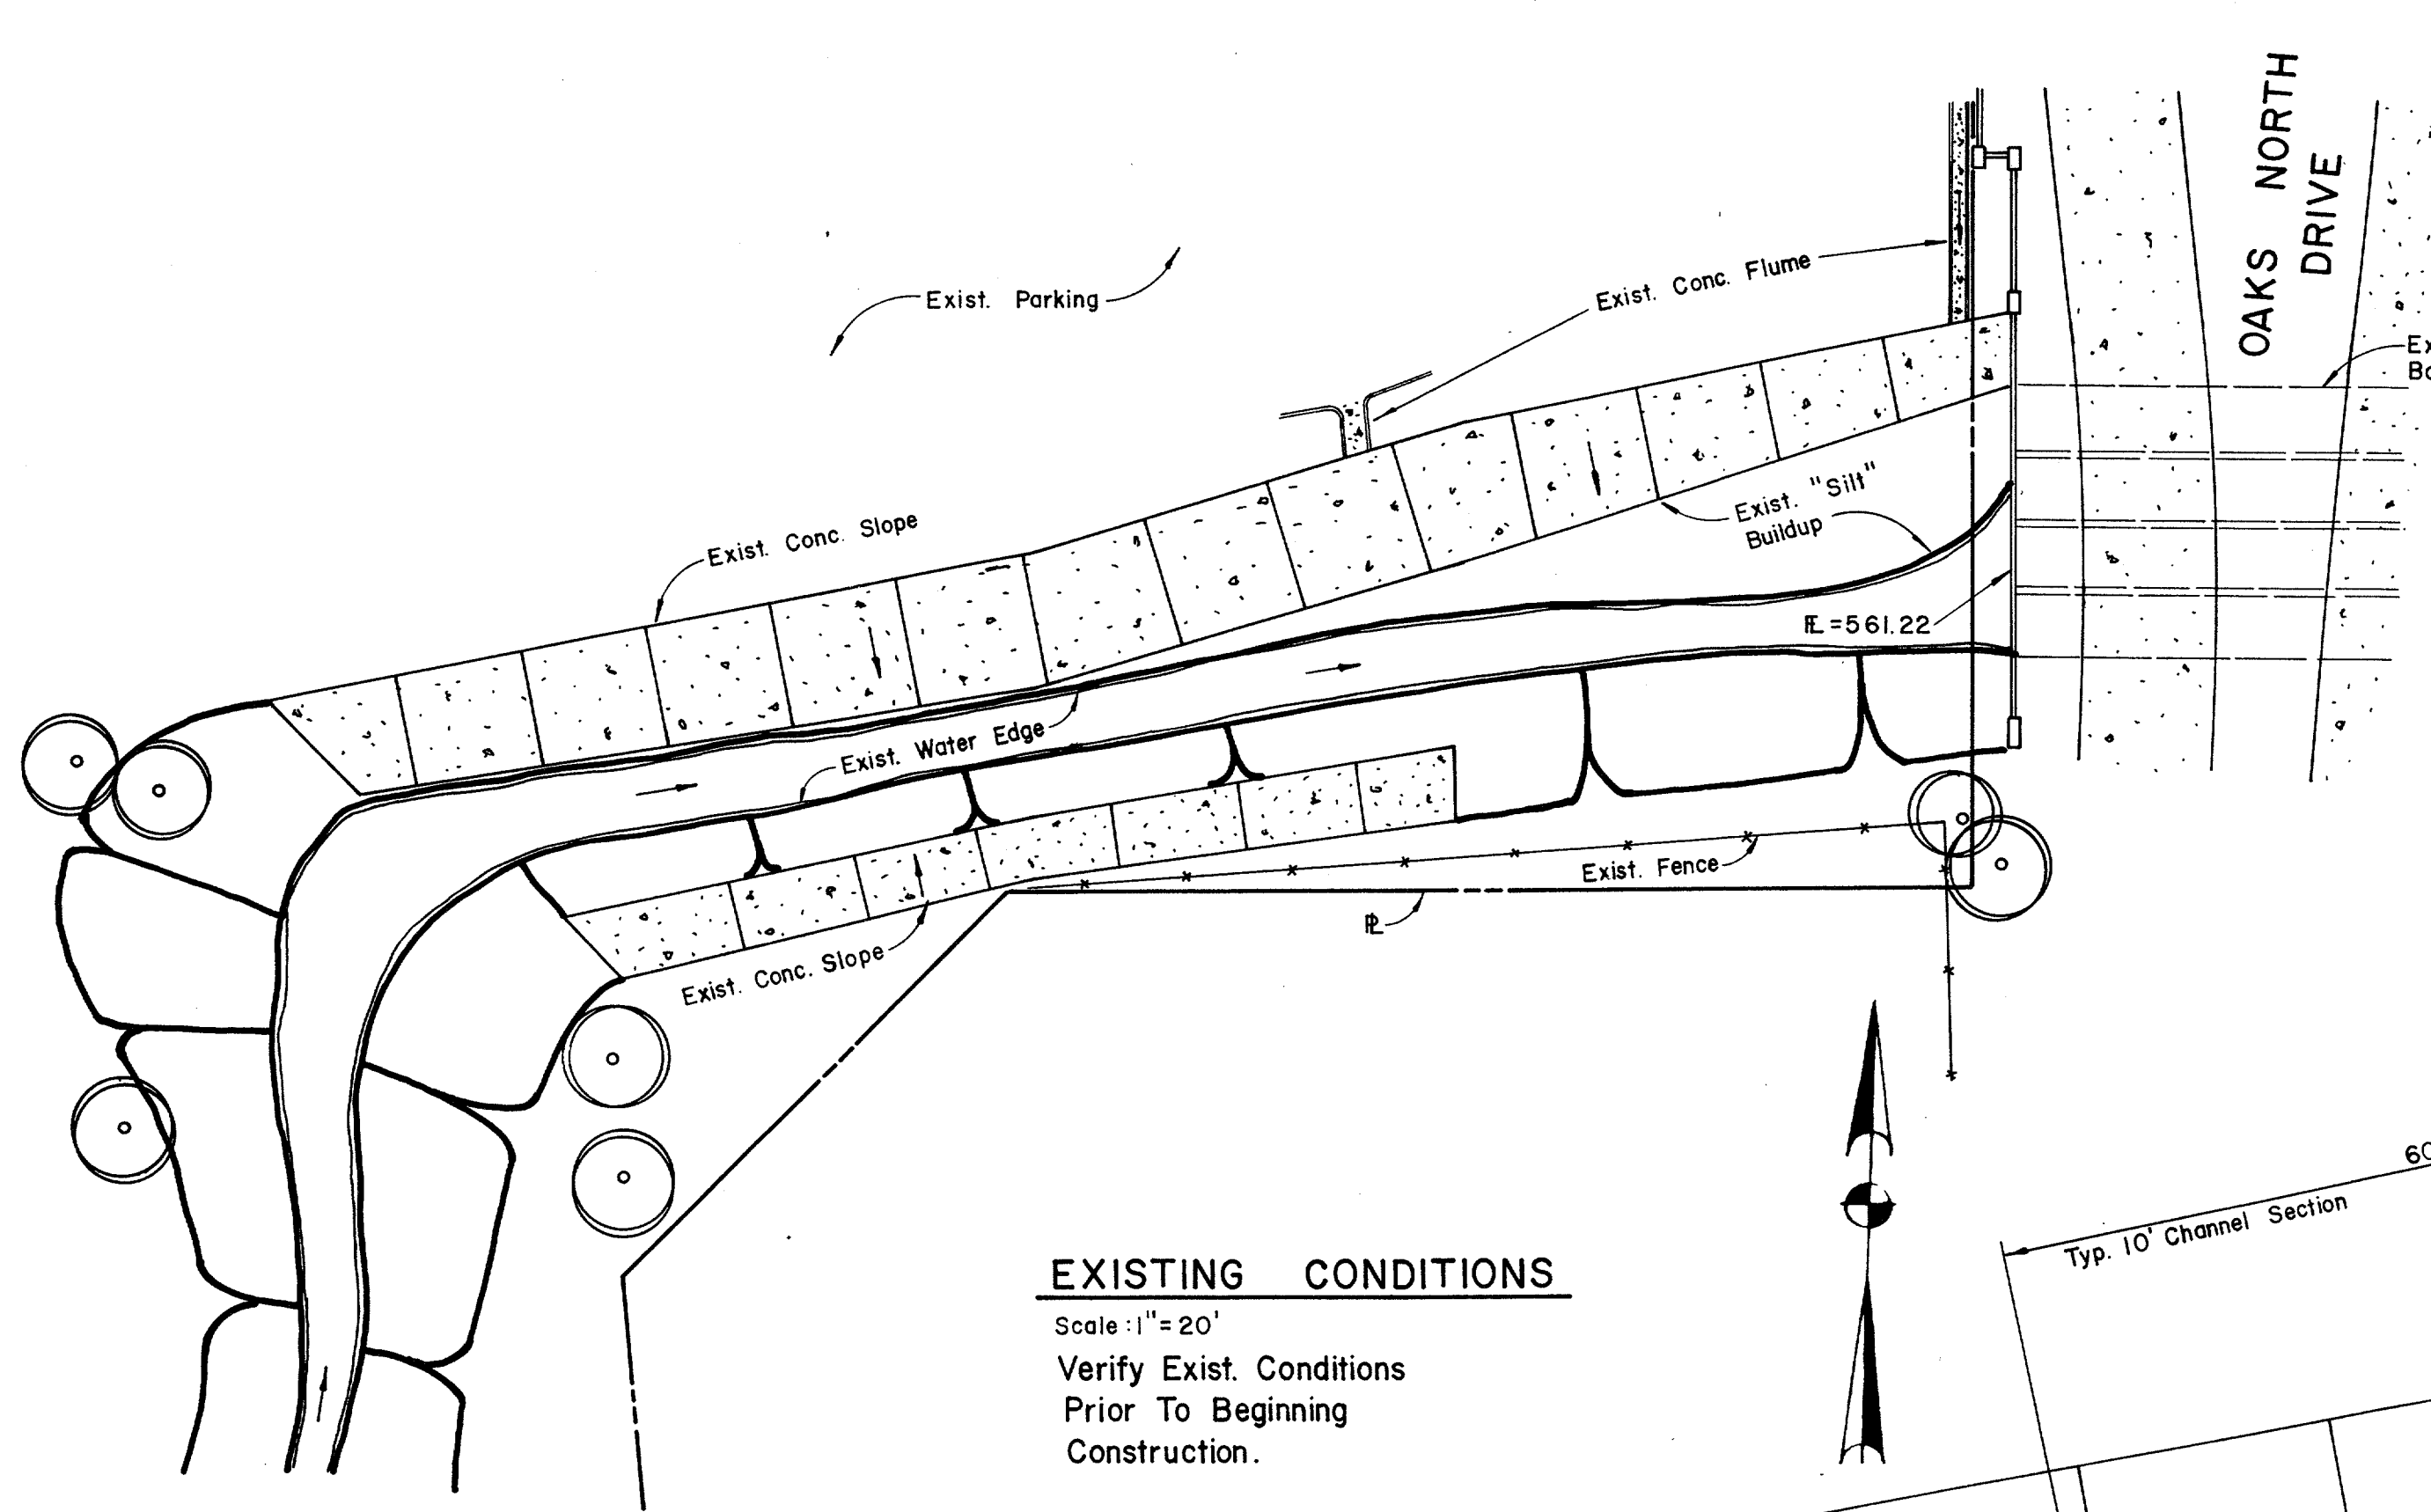 OAKS NORTH
DRIVE
Exist. Parking
Exist. Conc. Flume
Exist. Conc. Slope
Exist. "Silt"
Buildup
FL=561.22
Exist. Water Edge
Exist. Fence
PL
Exist. Conc. Slope
Typ. 10' Channel Section
EXISTING CONDITIONS
Scale : 1"= 20'
Verify Exist. Conditions
Prior To Beginning
Construction.